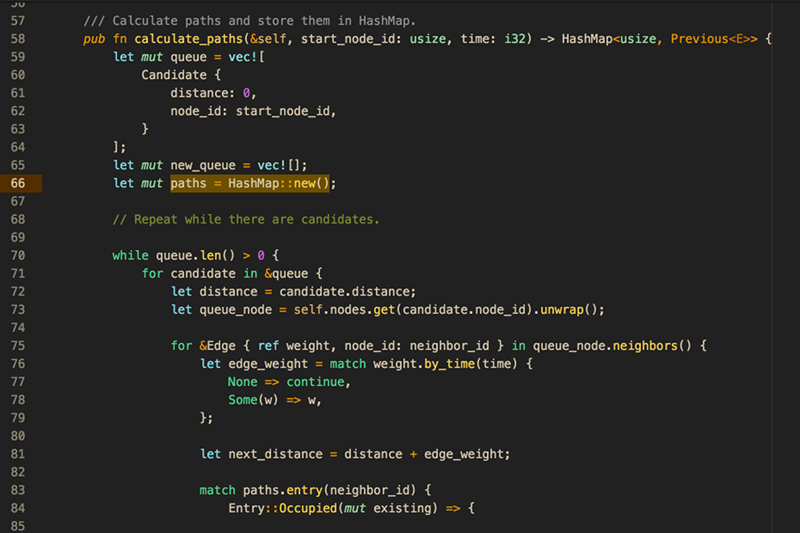 56
57 /// Calculate paths and store them in HashMap.
58 pub fn calculate_paths(&self, start_node_id: usize, time: i32) -> HashMap<usize, Previous<E>> {
59 let mut queue = vec![
60 Candidate {
61 distance: 0,
62 node_id: start_node_id,
63 }
64 ];
65 let mut new_queue = vec![];
66 let mut paths = HashMap::new();
67
68 // Repeat while there are candidates.
69
70 while queue.len() > 0 {
71 for candidate in &queue {
72 let distance = candidate.distance;
73 let queue_node = self.nodes.get(candidate.node_id).unwrap();
74
75 for &Edge { ref weight, node_id: neighbor_id } in queue_node.neighbors() {
76 let edge_weight = match weight.by_time(time) {
77 None => continue,
78 Some(w) => w,
79 };
80
81 let next_distance = distance + edge_weight;
82
83 match paths.entry(neighbor_id) {
84 Entry::Occupied(mut existing) => {
85